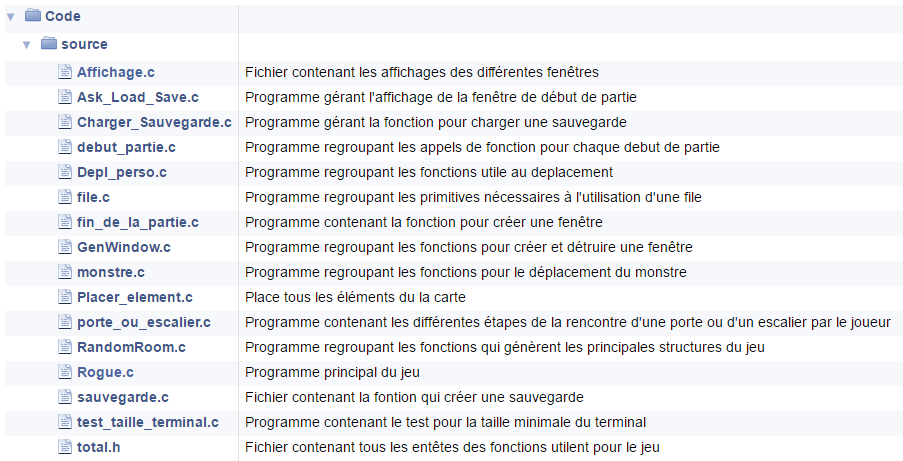 Code
source
Affichage.c Fichier contenant les affichages des différentes fenêtres
Ask_Load_Save.c Programme gérant l'affichage de la fenêtre de début de partie
Charger_Sauvegarde.c Programme gérant la fonction pour charger une sauvegarde
debut_partie.c Programme regroupant les appels de fonction pour chaque debut de partie
Depl_perso.c Programme regroupant les fonctions utile au deplacement
file.c Programme regroupant les primitives nécessaires à l'utilisation d'une file
fin_de_la_partie.c Programme contenant la fonction pour créer une fenêtre
GenWindow.c Programme regroupant les fonctions pour créer et détruire une fenêtre
monstre.c Programme regroupant les fonctions pour le déplacement du monstre
Placer_element.c Place tous les éléments du la carte
porte_ou_escalier.c Programme contenant les différentes étapes de la rencontre d'une porte ou d'un escalier par le joueur
RandomRoom.c Programme regroupant les fonctions qui génèrent les principales structures du jeu
Rogue.c Programme principal du jeu
sauvegarde.c Fichier contenant la fontion qui créer une sauvegarde
test_taille_terminal.c Programme contenant le test pour la taille minimale du terminal
total.h Fichier contenant tous les entêtes des fonctions utilent pour le jeu